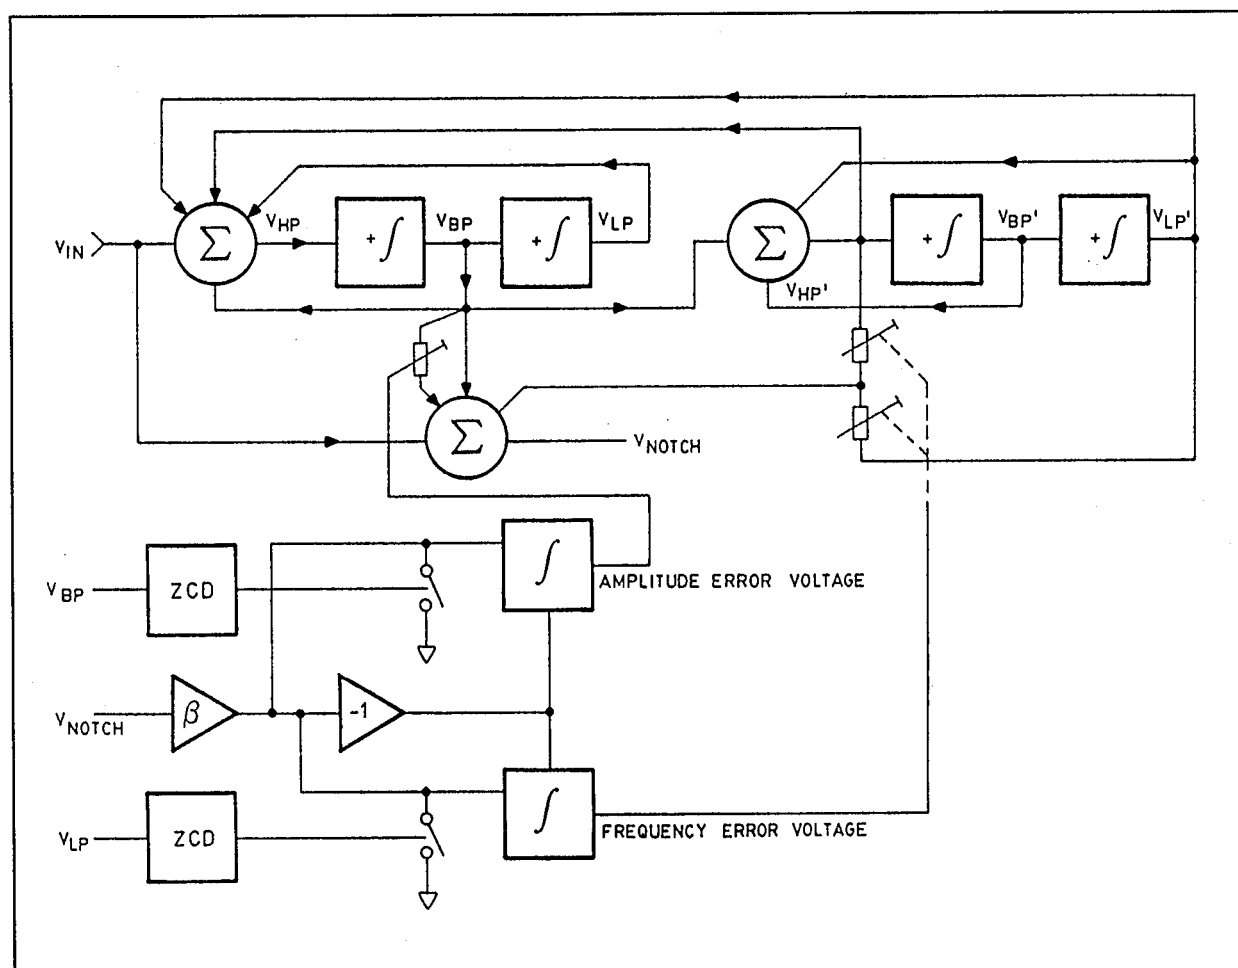 Σ
V_HP
+ ∫
V_BP
+ ∫
V_LP
V_IN
Σ
V_HP'
+ ∫
V_BP'
+ ∫
V_LP'
Σ
V_NOTCH
V_BP
ZCD
∫
AMPLITUDE ERROR VOLTAGE
V_NOTCH
β
-1
V_LP
ZCD
∫
FREQUENCY ERROR VOLTAGE